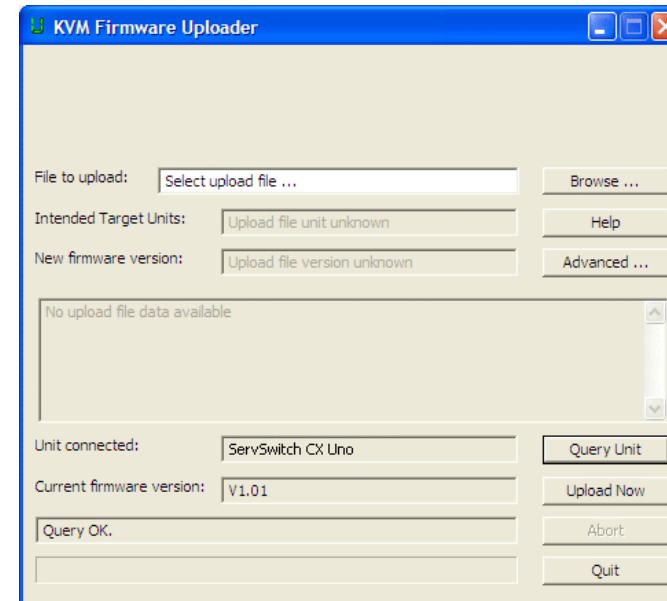 KVM Firmware Uploader
File to upload: Select upload file ... Browse ...
Intended Target Units: Upload file unit unknown Help
New firmware version: Upload file version unknown Advanced ...
No upload file data available
Unit connected: ServSwitch CX Uno Query Unit
Current firmware version: V1.01 Upload Now
Query OK. Abort
Quit